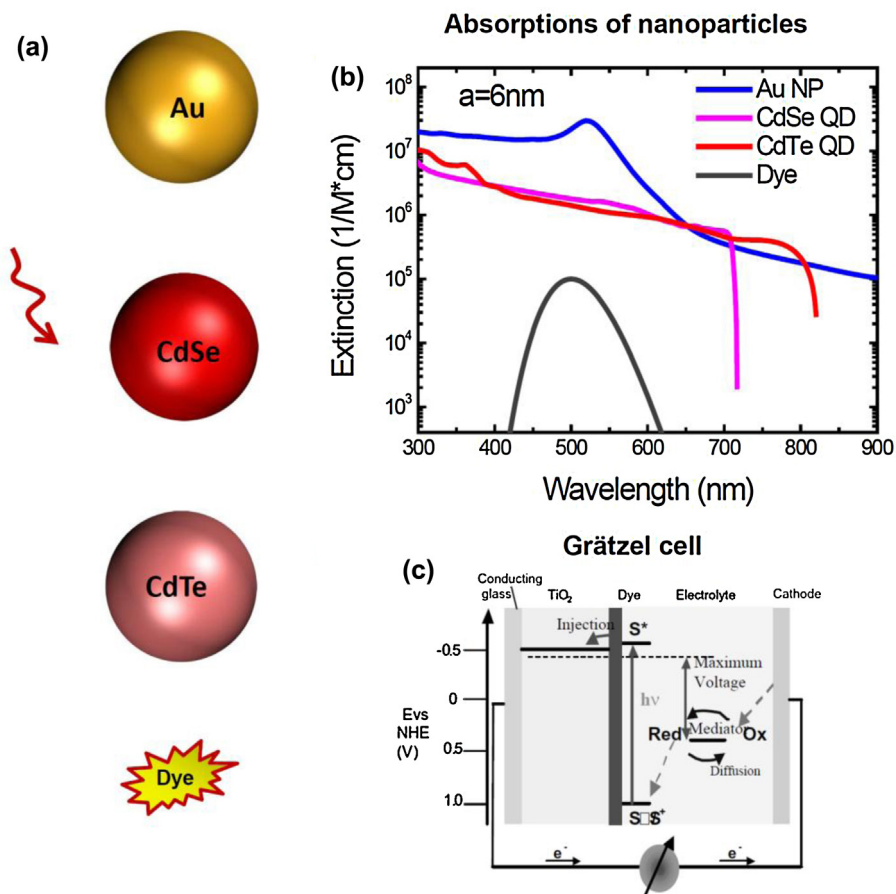 (a)
Au
CdSe
CdTe
Dye
Absorptions of nanoparticles
(b)
a=6nm
Au NP
CdSe QD
CdTe QD
Dye
Extinction (1/M*cm)
10⁸
10⁷
10⁶
10⁵
10⁴
10³
300 400 500 600 700 800 900
Wavelength (nm)
Grätzel cell
(c)
Conducting
glass
TiO₂
Dye
Electrolyte
Cathode
Injection
S*
-0.5
Maximum
Voltage
0
hν
Evs
NHE
(V)
Red
Mediator
Ox
0.5
Diffusion
1.0
S□S⁺
e⁻
e⁻